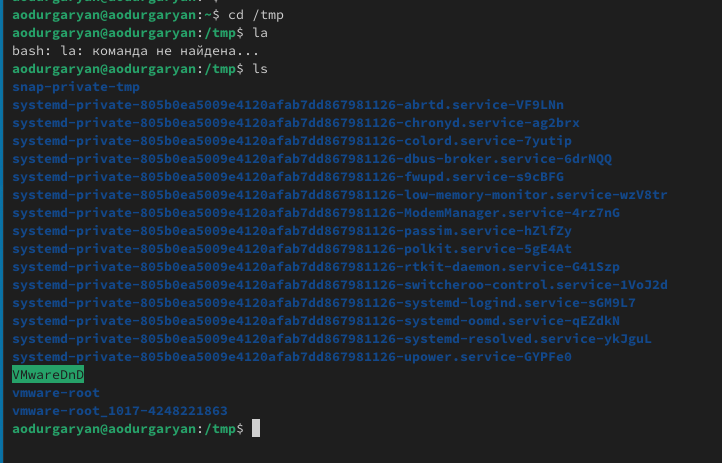 aodurgaryan@aodurgaryan:~$ cd /tmp
aodurgaryan@aodurgaryan:/tmp$ la
bash: la: команда не найдена...
aodurgaryan@aodurgaryan:/tmp$ ls
snap-private-tmp
systemd-private-805b0ea5009e4120afab7dd867981126-abrtd.service-VF9LNn
systemd-private-805b0ea5009e4120afab7dd867981126-chronyd.service-ag2brx
systemd-private-805b0ea5009e4120afab7dd867981126-colord.service-7yutip
systemd-private-805b0ea5009e4120afab7dd867981126-dbus-broker.service-6drNQQ
systemd-private-805b0ea5009e4120afab7dd867981126-fwupd.service-s9cBFG
systemd-private-805b0ea5009e4120afab7dd867981126-low-memory-monitor.service-wzV8tr
systemd-private-805b0ea5009e4120afab7dd867981126-ModemManager.service-4rz7nG
systemd-private-805b0ea5009e4120afab7dd867981126-passim.service-hZlfZy
systemd-private-805b0ea5009e4120afab7dd867981126-polkit.service-5gE4At
systemd-private-805b0ea5009e4120afab7dd867981126-rtkit-daemon.service-G41Szp
systemd-private-805b0ea5009e4120afab7dd867981126-switcheroo-control.service-1VoJ2d
systemd-private-805b0ea5009e4120afab7dd867981126-systemd-logind.service-sGM9L7
systemd-private-805b0ea5009e4120afab7dd867981126-systemd-oomd.service-qEZdkN
systemd-private-805b0ea5009e4120afab7dd867981126-systemd-resolved.service-ykJguL
systemd-private-805b0ea5009e4120afab7dd867981126-upower.service-GYPFe0
VMwareDnD
vmware-root
vmware-root_1017-4248221863
aodurgaryan@aodurgaryan:/tmp$